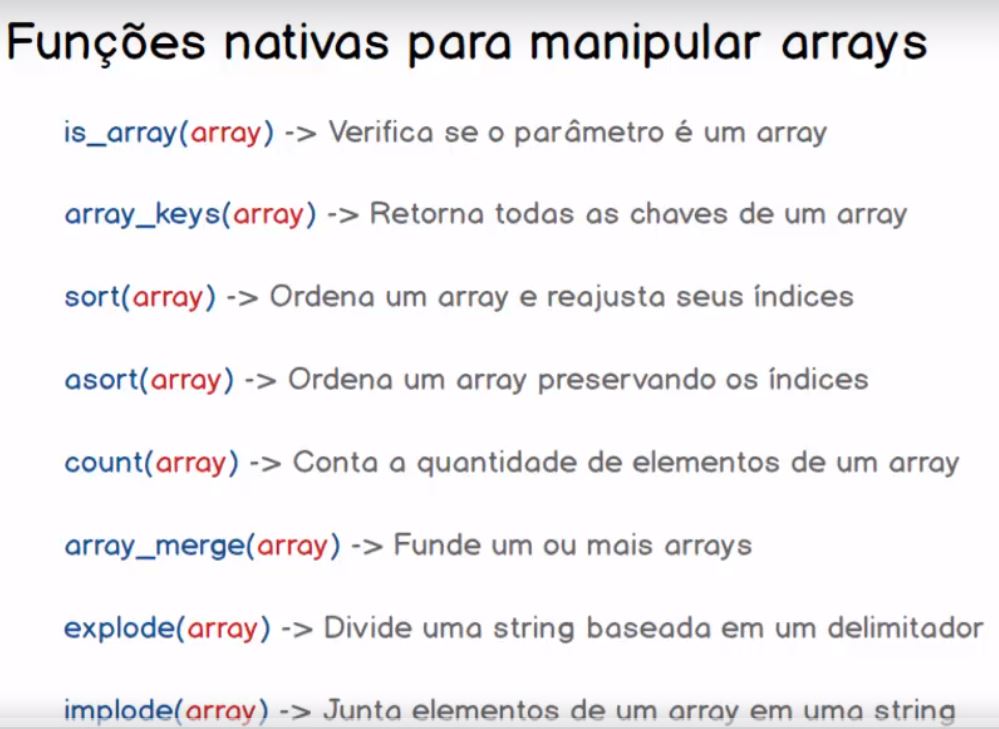 Funções nativas para manipular arrays
is_array(array) -> Verifica se o parâmetro é um array
array_keys(array) -> Retorna todas as chaves de um array
sort(array) -> Ordena um array e reajusta seus índices
asort(array) -> Ordena um array preservando os índices
count(array) -> Conta a quantidade de elementos de um array
array_merge(array) -> Funde um ou mais arrays
explode(array) -> Divide uma string baseada em um delimitador
implode(array) -> Junta elementos de um array em uma string